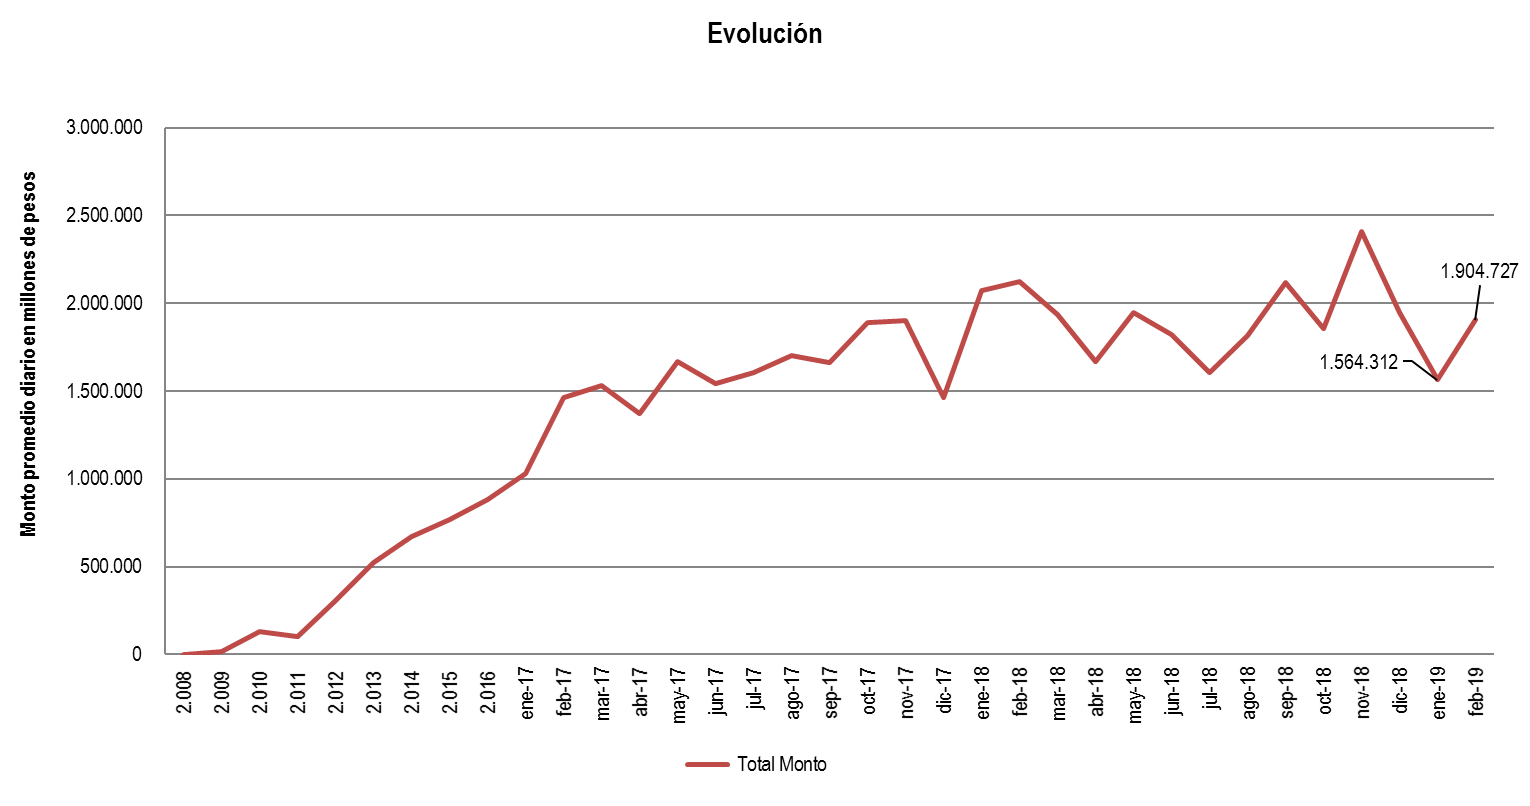 Evolución
Monto promedio diario en millones de pesos
3.000.000
2.500.000
2.000.000
1.500.000
1.000.000
500.000
0
1.904.727
1.564.312
2.008
2.009
2.010
2.011
2.012
2.013
2.014
2.015
2.016
ene-17
feb-17
mar-17
abr-17
may-17
jun-17
jul-17
ago-17
sep-17
oct-17
nov-17
dic-17
ene-18
feb-18
mar-18
abr-18
may-18
jun-18
jul-18
ago-18
sep-18
oct-18
nov-18
dic-18
ene-19
feb-19
Total Monto